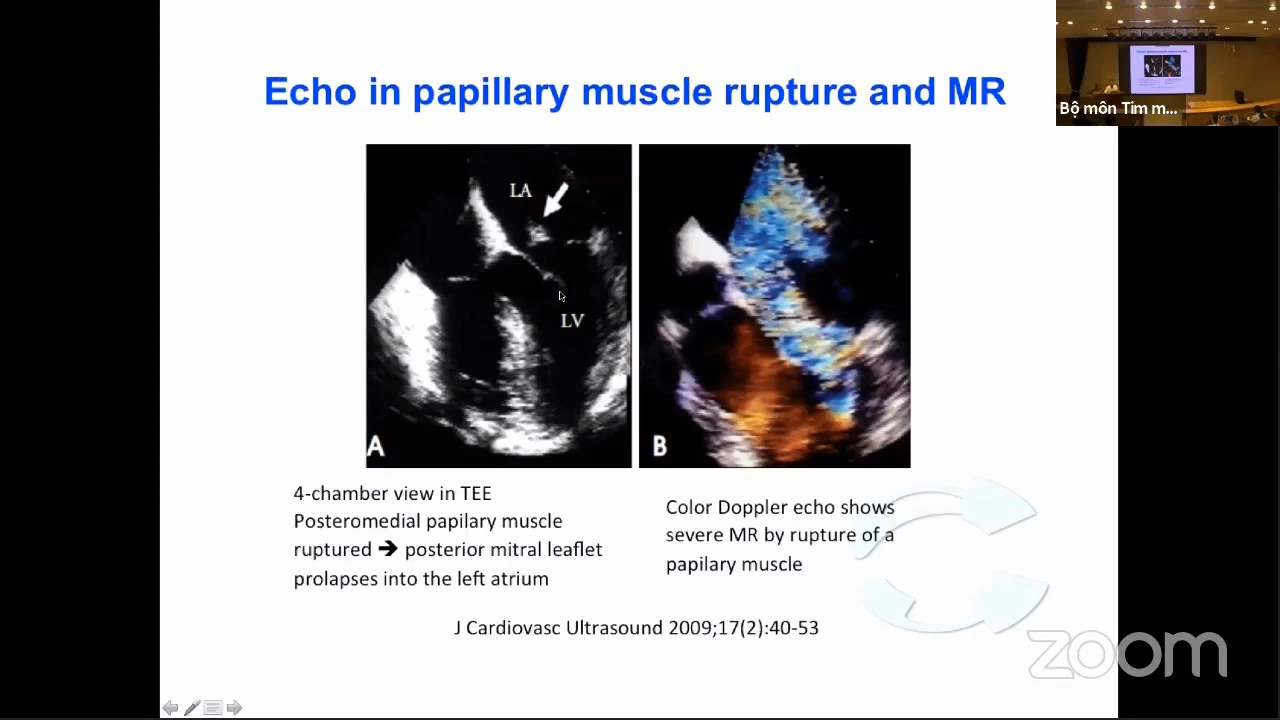 Echo in papillary muscle rupture and MR
Bộ môn Tim m...
LA
LV
A
B
4-chamber view in TEE
Posteromedial papilary muscle
ruptured ➔ posterior mitral leaflet
prolapses into the left atrium
Color Doppler echo shows
severe MR by rupture of a
papilary muscle
J Cardiovasc Ultrasound 2009;17(2):40-53
zoom